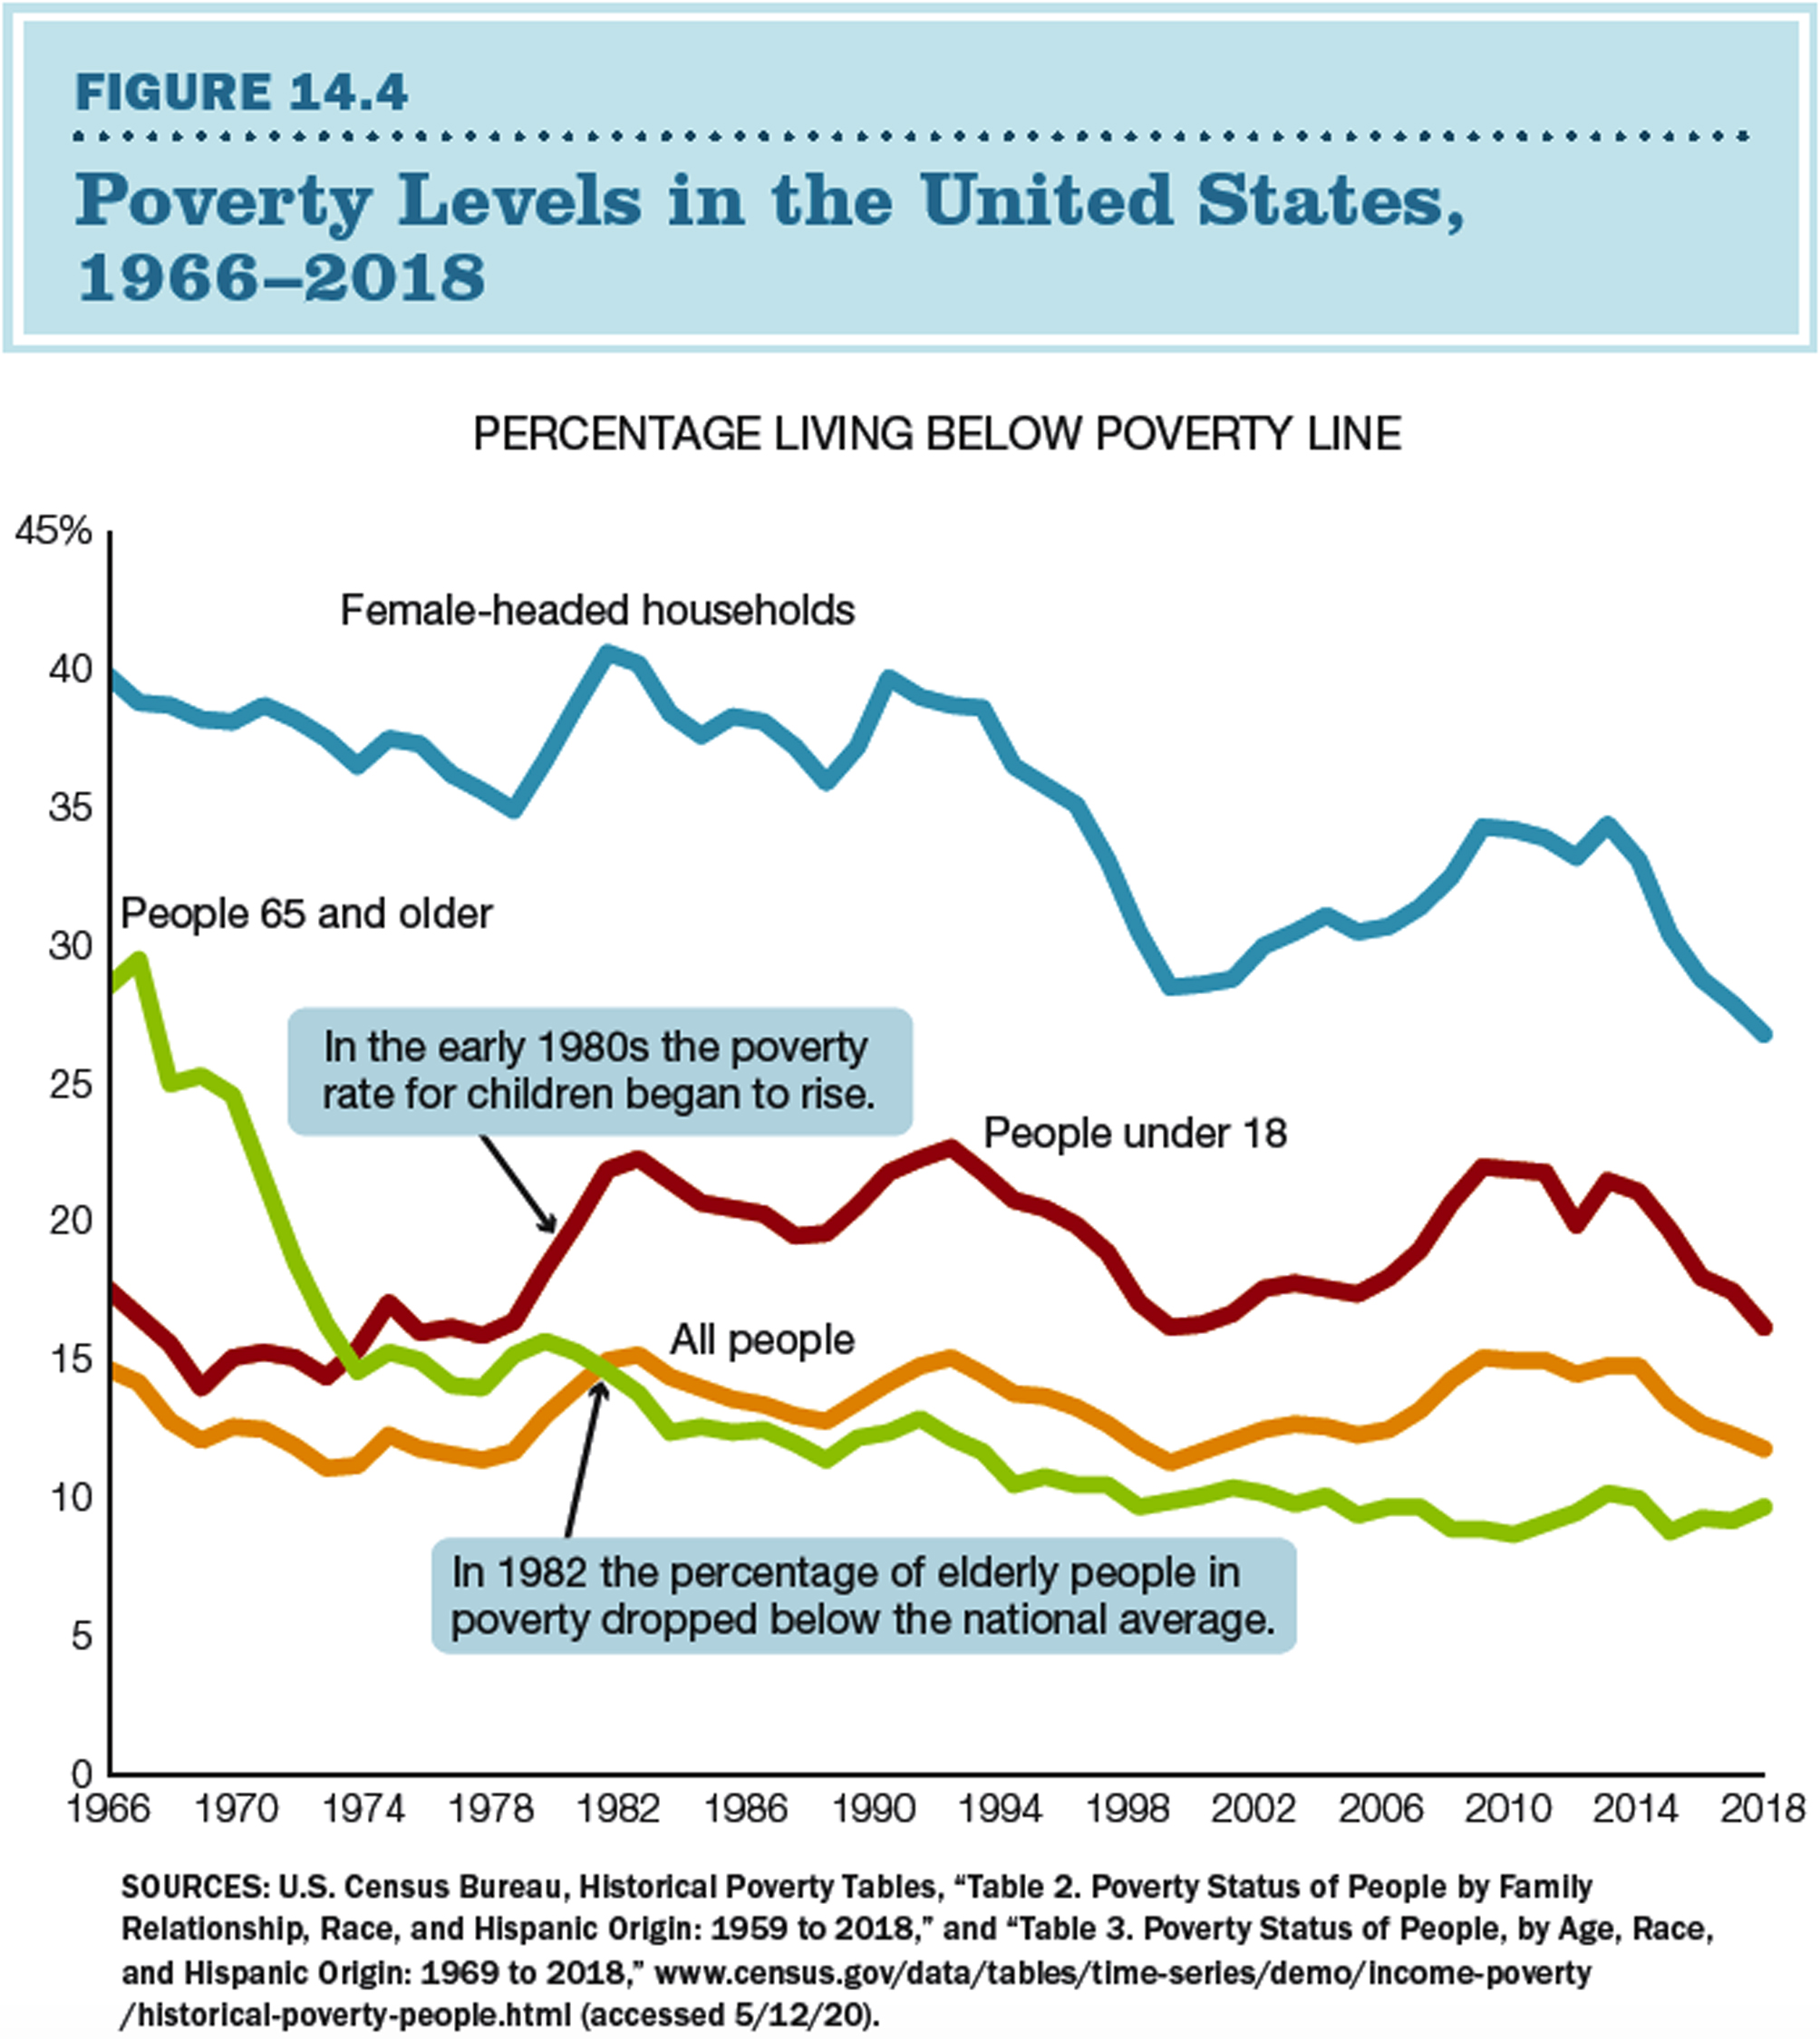 FIGURE 14.4
Poverty Levels in the United States,
1966–2018
PERCENTAGE LIVING BELOW POVERTY LINE
45%
40
35
30
25
20
15
10
5
0
Female-headed households
People 65 and older
In the early 1980s the poverty
rate for children began to rise.
People under 18
All people
In 1982 the percentage of elderly people in
poverty dropped below the national average.
1966 1970 1974 1978 1982 1986 1990 1994 1998 2002 2006 2010 2014 2018
SOURCES: U.S. Census Bureau, Historical Poverty Tables, “Table 2. Poverty Status of People by Family
Relationship, Race, and Hispanic Origin: 1959 to 2018,” and “Table 3. Poverty Status of People, by Age, Race,
and Hispanic Origin: 1969 to 2018,” www.census.gov/data/tables/time-series/demo/income-poverty
/historical-poverty-people.html (accessed 5/12/20).